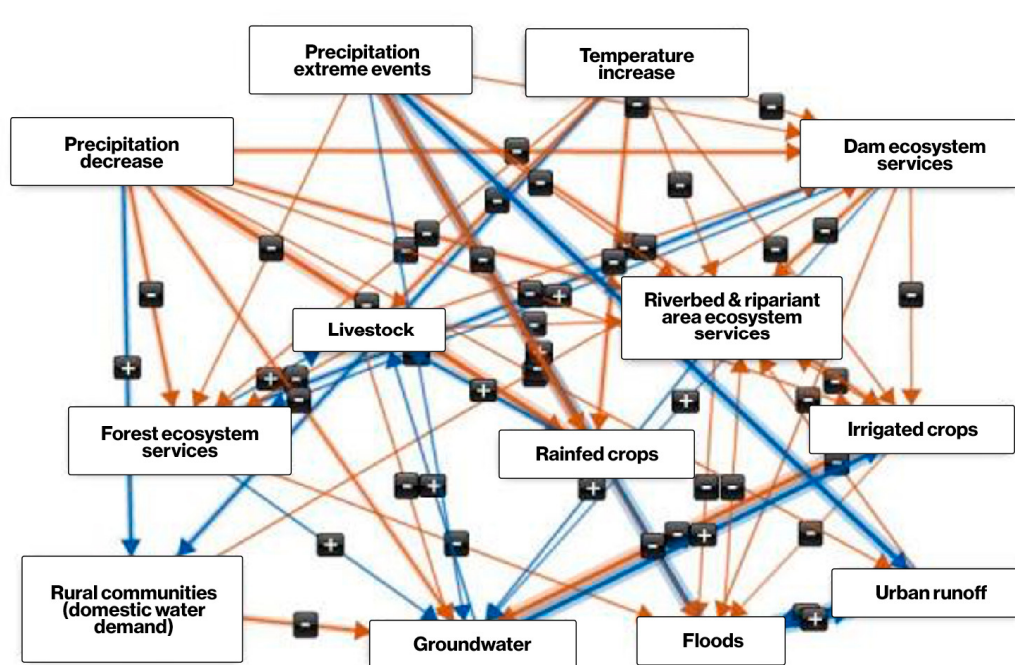 Precipitation
extreme events
Temperature
increase
Precipitation
decrease
Dam ecosystem
services
Livestock
Riverbed & ripariant
area ecosystem
services
Forest ecosystem
services
Rainfed crops
Irrigated crops
Rural communities
(domestic water
demand)
Groundwater
Floods
Urban runoff